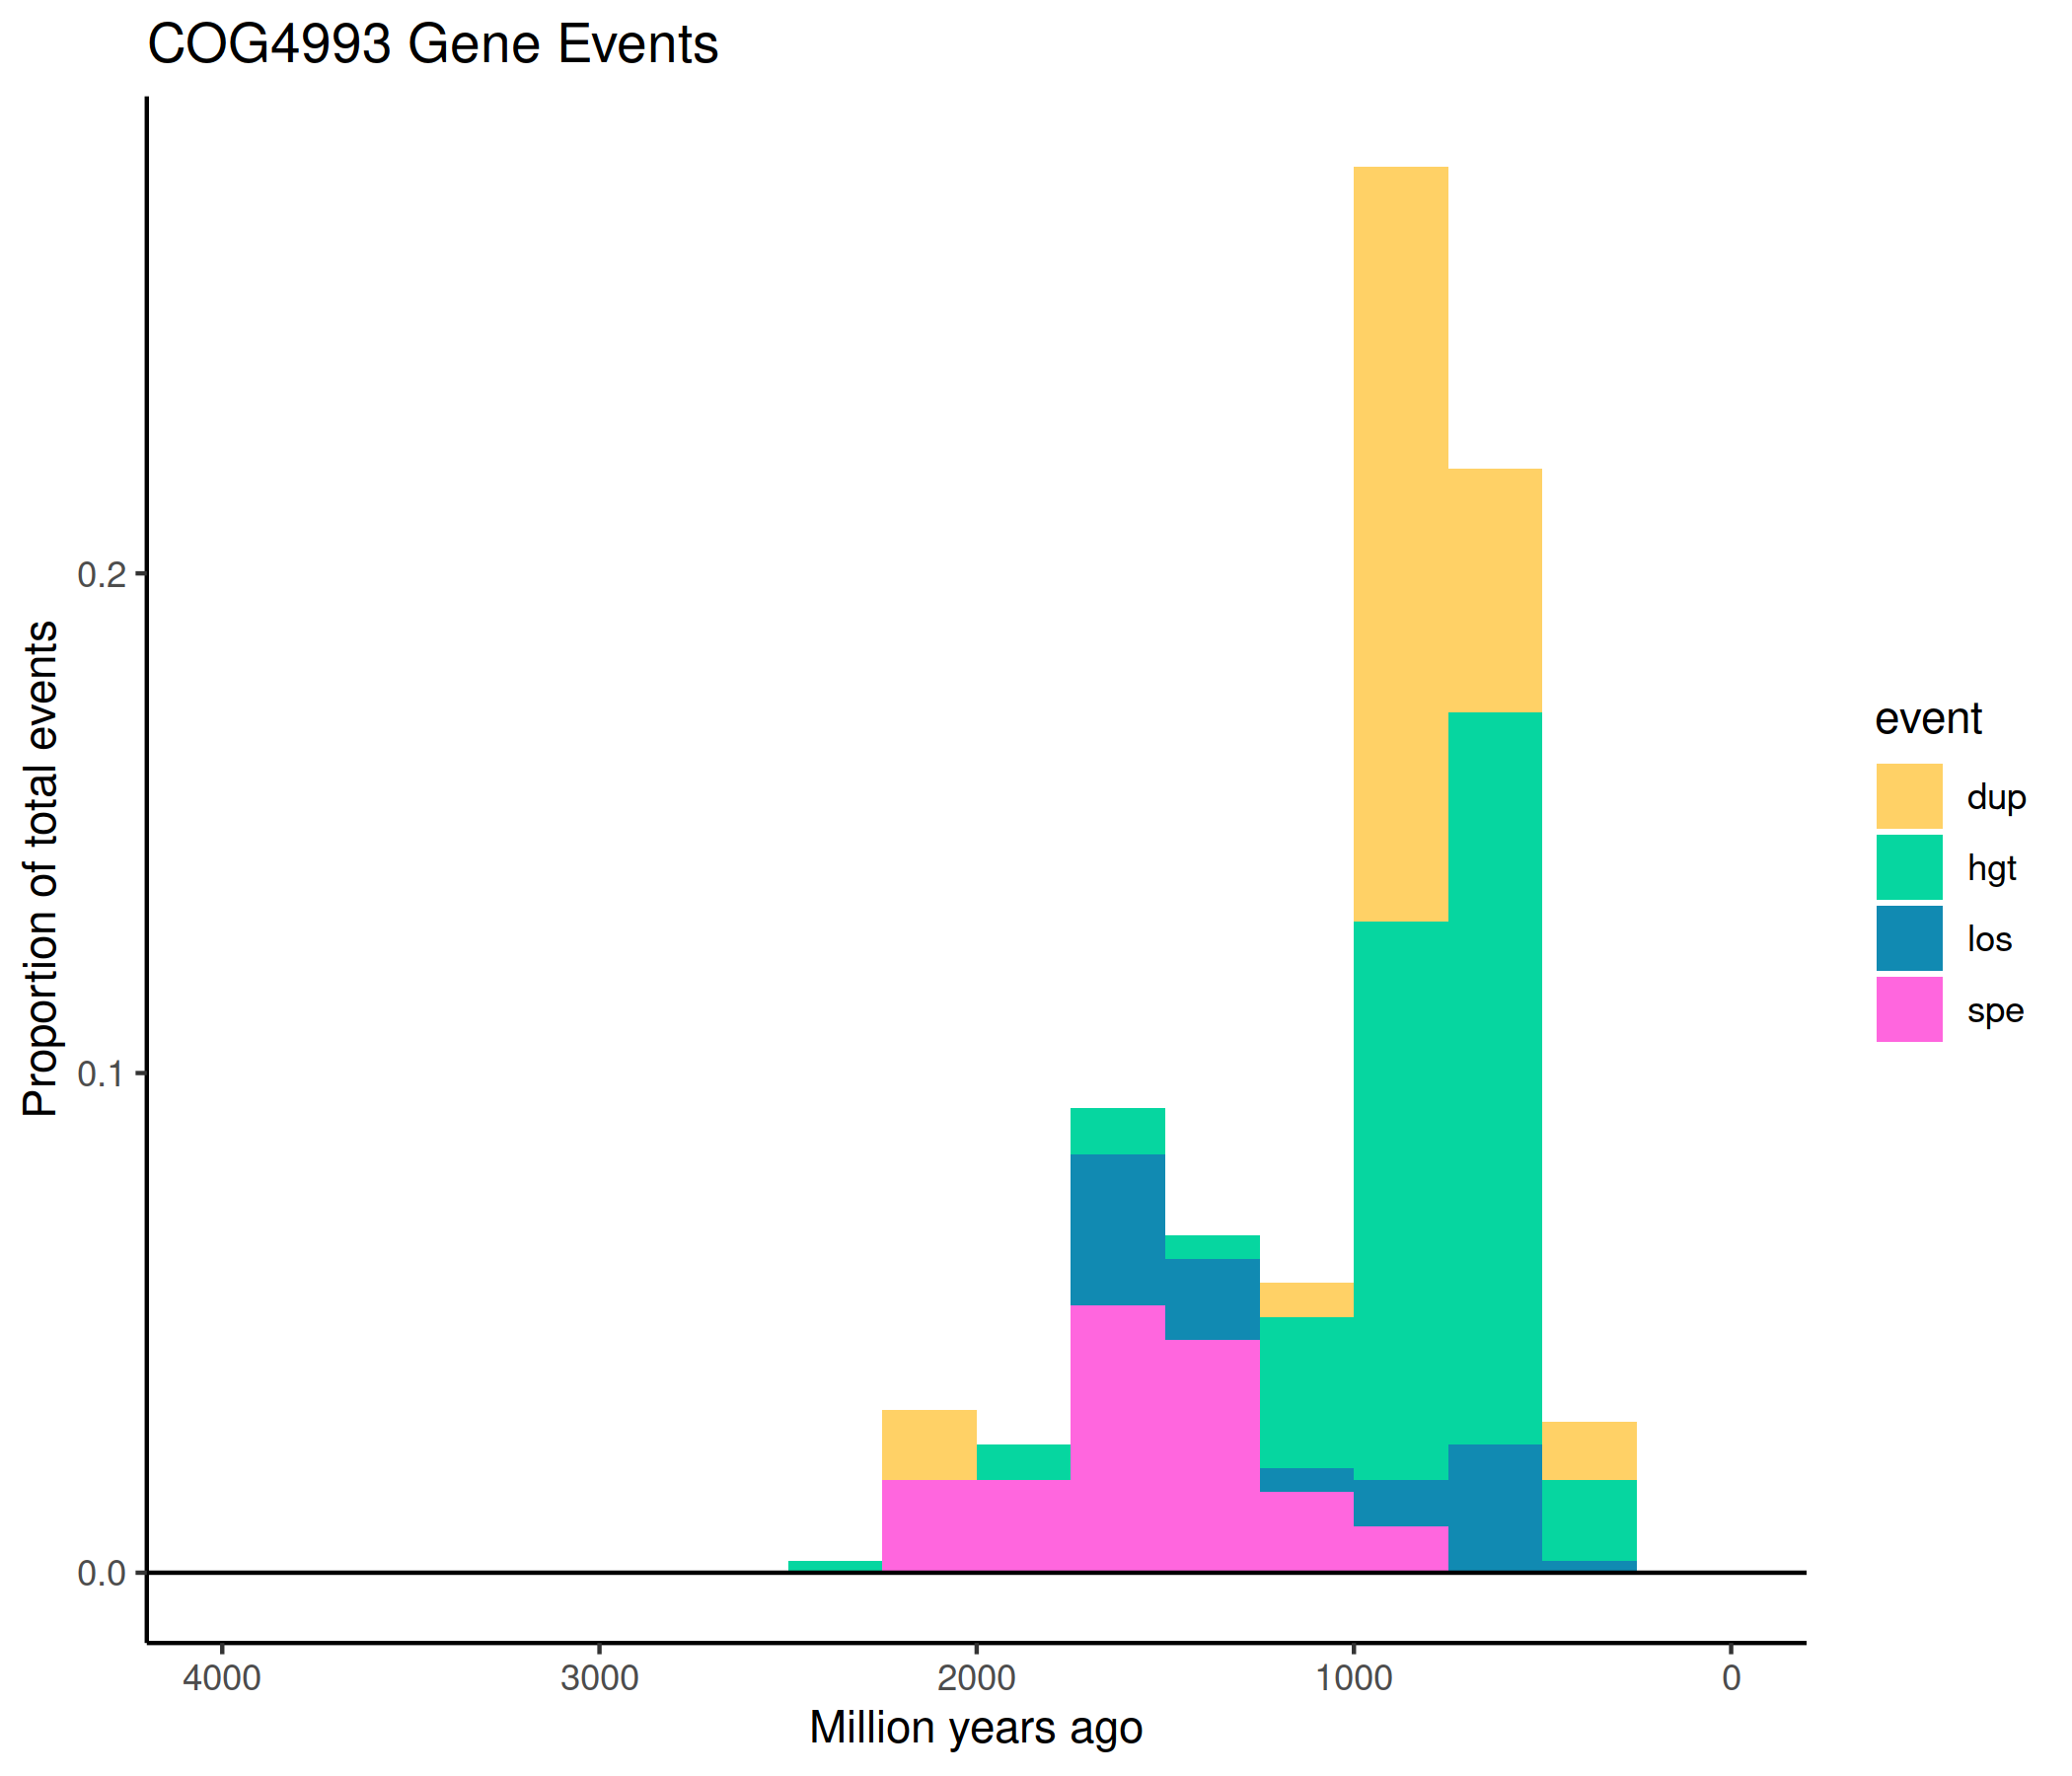 COG4993 Gene Events
Proportion of total events
0.2
0.1
0.0
4000 3000 2000 1000 0
Million years ago
event
dup
hgt
los
spe